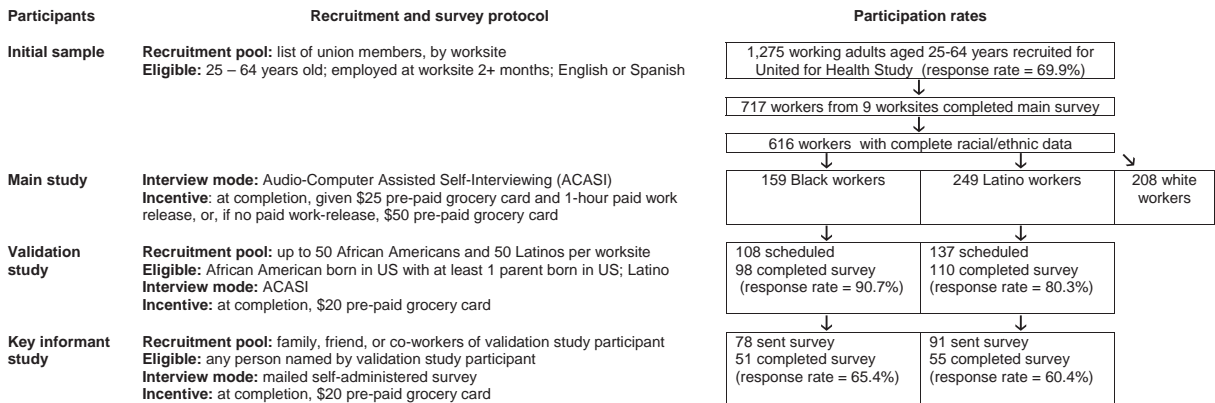 Participants Recruitment and survey protocol Participation rates
Initial sample
Recruitment pool: list of union members, by worksite
Eligible: 25 – 64 years old; employed at worksite 2+ months; English or Spanish
1,275 working adults aged 25-64 years recruited for
United for Health Study (response rate = 69.9%)
717 workers from 9 worksites completed main survey
616 workers with complete racial/ethnic data
Main study
Interview mode: Audio-Computer Assisted Self-Interviewing (ACASI)
Incentive: at completion, given $25 pre-paid grocery card and 1-hour paid work
release, or, if no paid work-release, $50 pre-paid grocery card
159 Black workers
249 Latino workers
208 white
workers
Validation
study
Recruitment pool: up to 50 African Americans and 50 Latinos per worksite
Eligible: African American born in US with at least 1 parent born in US; Latino
Interview mode: ACASI
Incentive: at completion, $20 pre-paid grocery card
108 scheduled
98 completed survey
(response rate = 90.7%)
137 scheduled
110 completed survey
(response rate = 80.3%)
Key informant
study
Recruitment pool: family, friend, or co-workers of validation study participant
Eligible: any person named by validation study participant
Interview mode: mailed self-administered survey
Incentive: at completion, $20 pre-paid grocery card
78 sent survey
51 completed survey
(response rate = 65.4%)
91 sent survey
55 completed survey
(response rate = 60.4%)